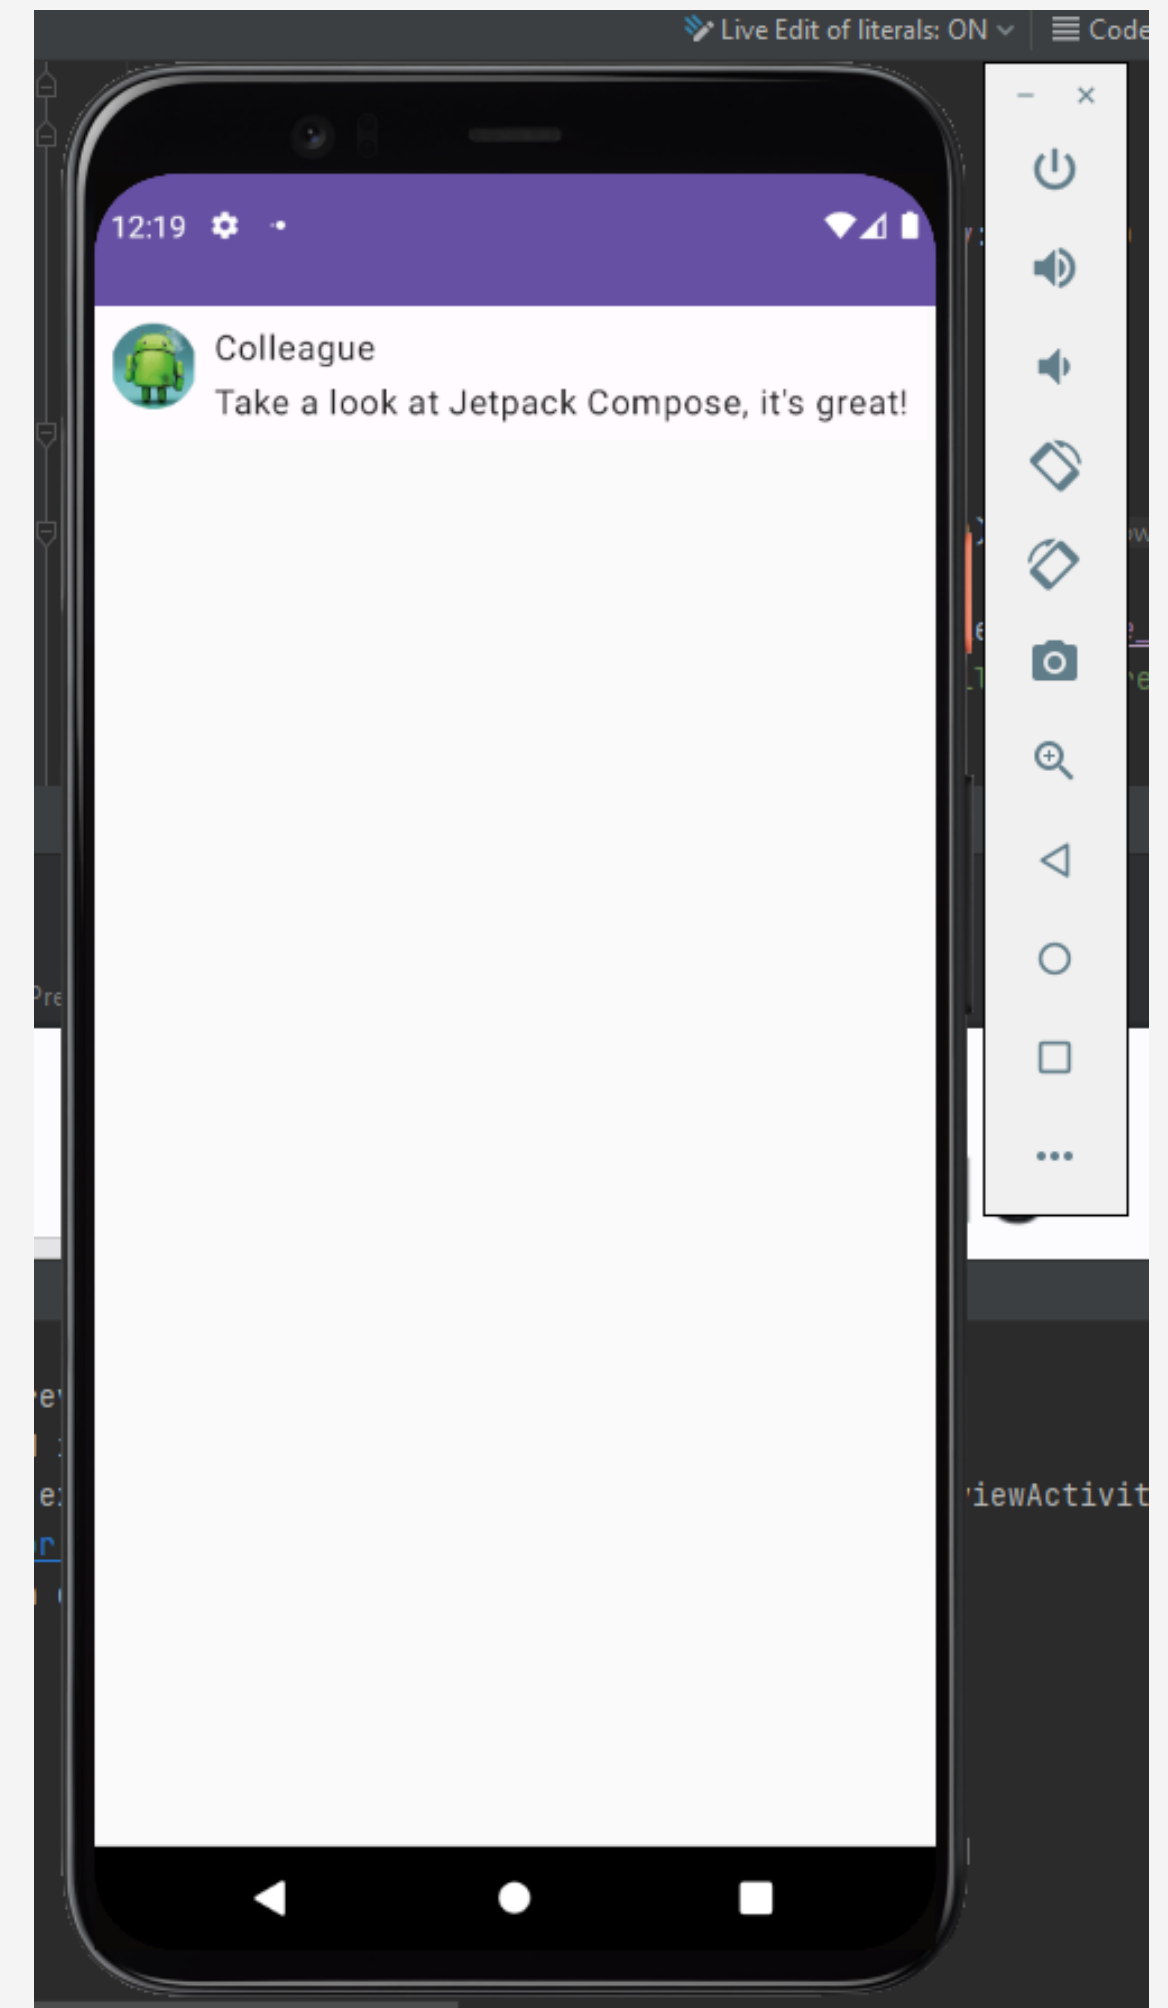 Live Edit of literals: ON
Code
12:19
Colleague
Take a look at Jetpack Compose, it's great!
iewActivit